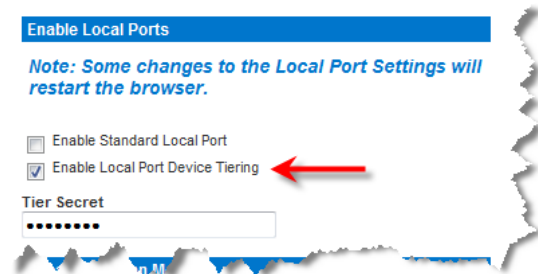 Enable Local Ports
Note: Some changes to the Local Port Settings will
restart the browser.
Enable Standard Local Port
Enable Local Port Device Tiering
Tier Secret
••••••••